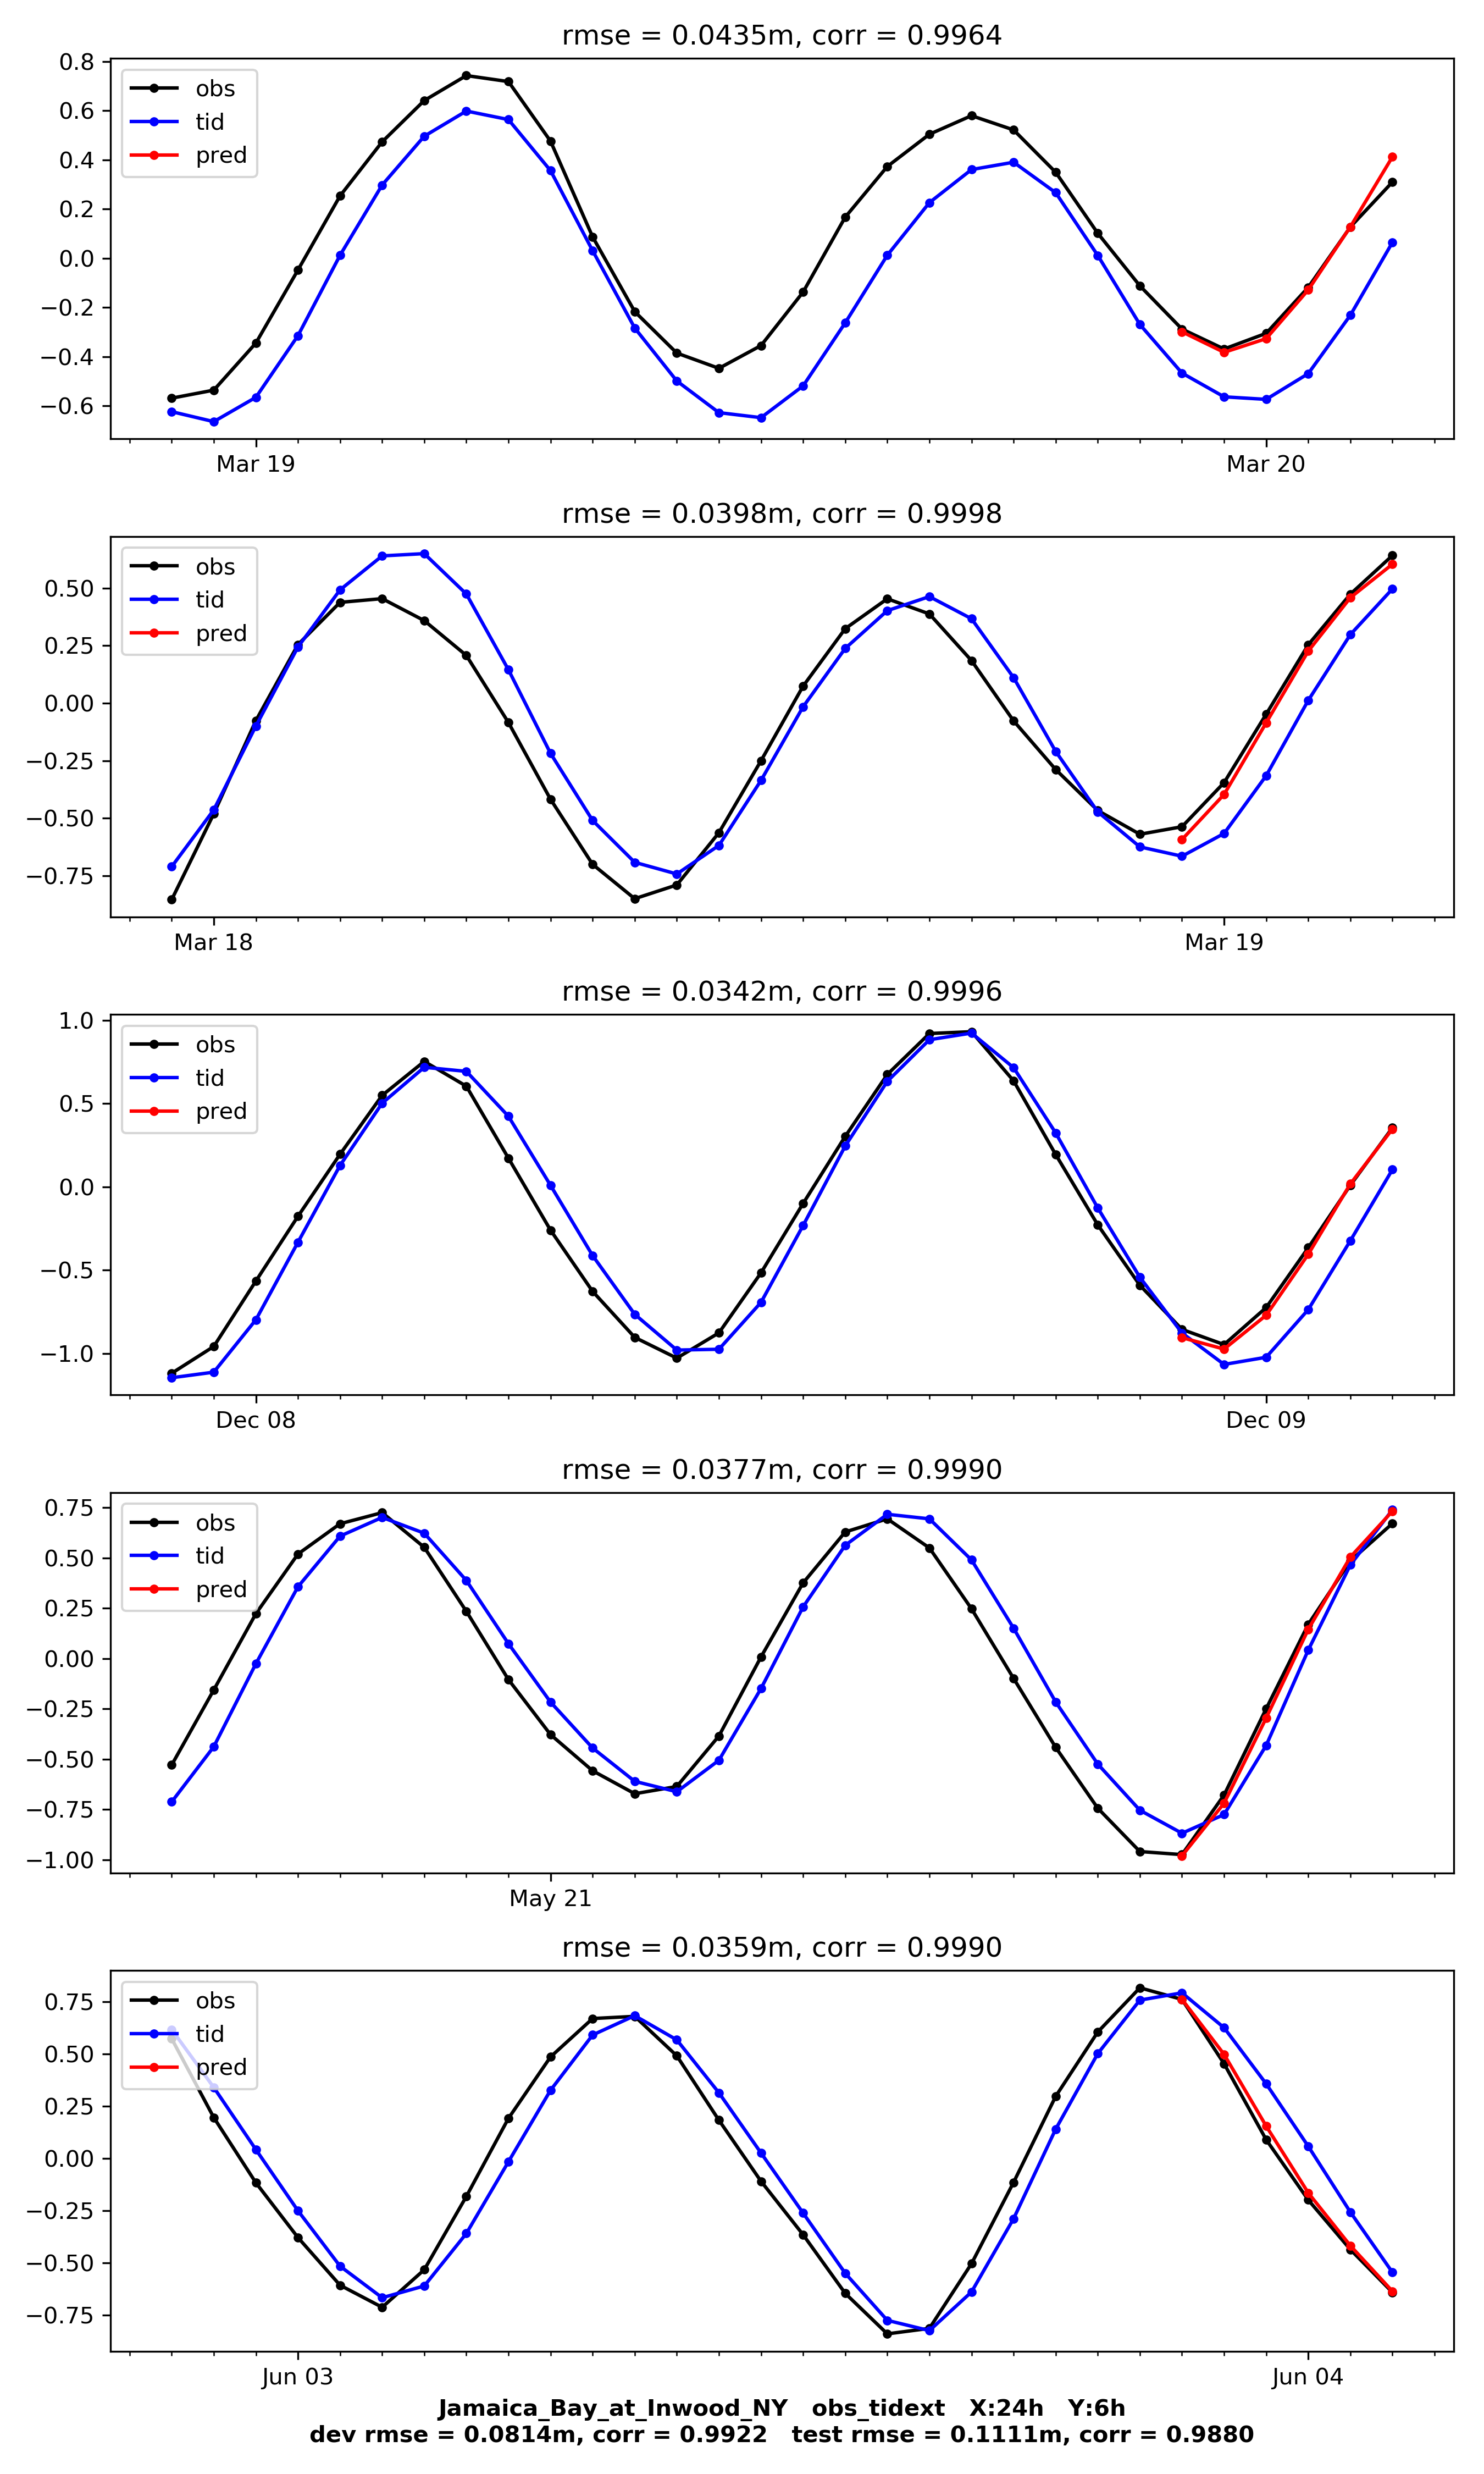 rmse = 0.0435m, corr = 0.9964
0.8
0.6
0.4
0.2
0.0
−0.2
−0.4
−0.6
obs
tid
pred
Mar 19
Mar 20
rmse = 0.0398m, corr = 0.9998
0.50
0.25
0.00
−0.25
−0.50
−0.75
obs
tid
pred
Mar 18
Mar 19
rmse = 0.0342m, corr = 0.9996
1.0
0.5
0.0
−0.5
−1.0
obs
tid
pred
Dec 08
Dec 09
rmse = 0.0377m, corr = 0.9990
0.75
0.50
0.25
0.00
−0.25
−0.50
−0.75
−1.00
obs
tid
pred
May 21
rmse = 0.0359m, corr = 0.9990
0.75
0.50
0.25
0.00
−0.25
−0.50
−0.75
obs
tid
pred
Jun 03
Jun 04
Jamaica_Bay_at_Inwood_NY obs_tidext X:24h Y:6h
dev rmse = 0.0814m, corr = 0.9922 test rmse = 0.1111m, corr = 0.9880